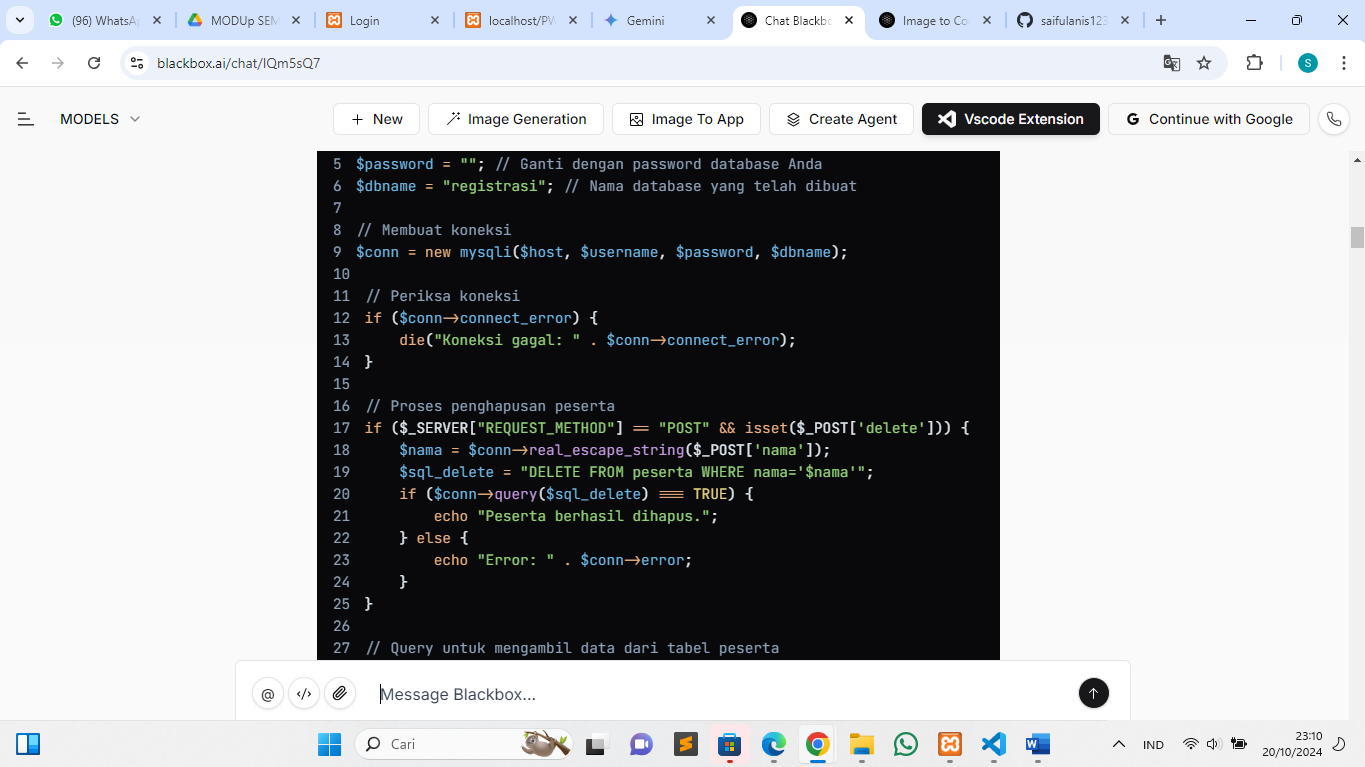 (96) WhatsA
MODUp SEM
Login
localhost/PW
Gemini
Chat Blackbo
Image to Co
saifulanis123
blackbox.ai/chat/IQm5sQ7
S
MODELS
New
Image Generation
Image To App
Create Agent
Vscode Extension
G Continue with Google
5 $password = ""; // Ganti dengan password database Anda
6 $dbname = "registrasi"; // Nama database yang telah dibuat
7
8 // Membuat koneksi
9 $conn = new mysqli($host, $username, $password, $dbname);
10
11 // Periksa koneksi
12 if ($conn->connect_error) {
13 die("Koneksi gagal: " . $conn->connect_error);
14 }
15
16 // Proses penghapusan peserta
17 if ($_SERVER["REQUEST_METHOD"] == "POST" && isset($_POST['delete'])) {
18 $nama = $conn->real_escape_string($_POST['nama']);
19 $sql_delete = "DELETE FROM peserta WHERE nama='$nama'";
20 if ($conn->query($sql_delete) === TRUE) {
21 echo "Peserta berhasil dihapus.";
22 } else {
23 echo "Error: " . $conn->error;
24 }
25 }
26
27 // Query untuk mengambil data dari tabel peserta
@ </> Message Blackbox...
Cari
IND
23:10
20/10/2024